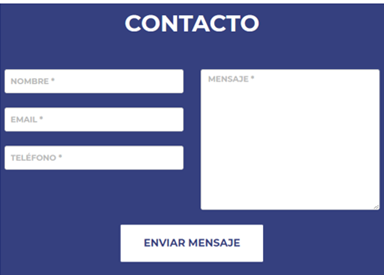 CONTACTO
NOMBRE *
EMAIL *
TELÉFONO *
MENSAJE *
ENVIAR MENSAJE